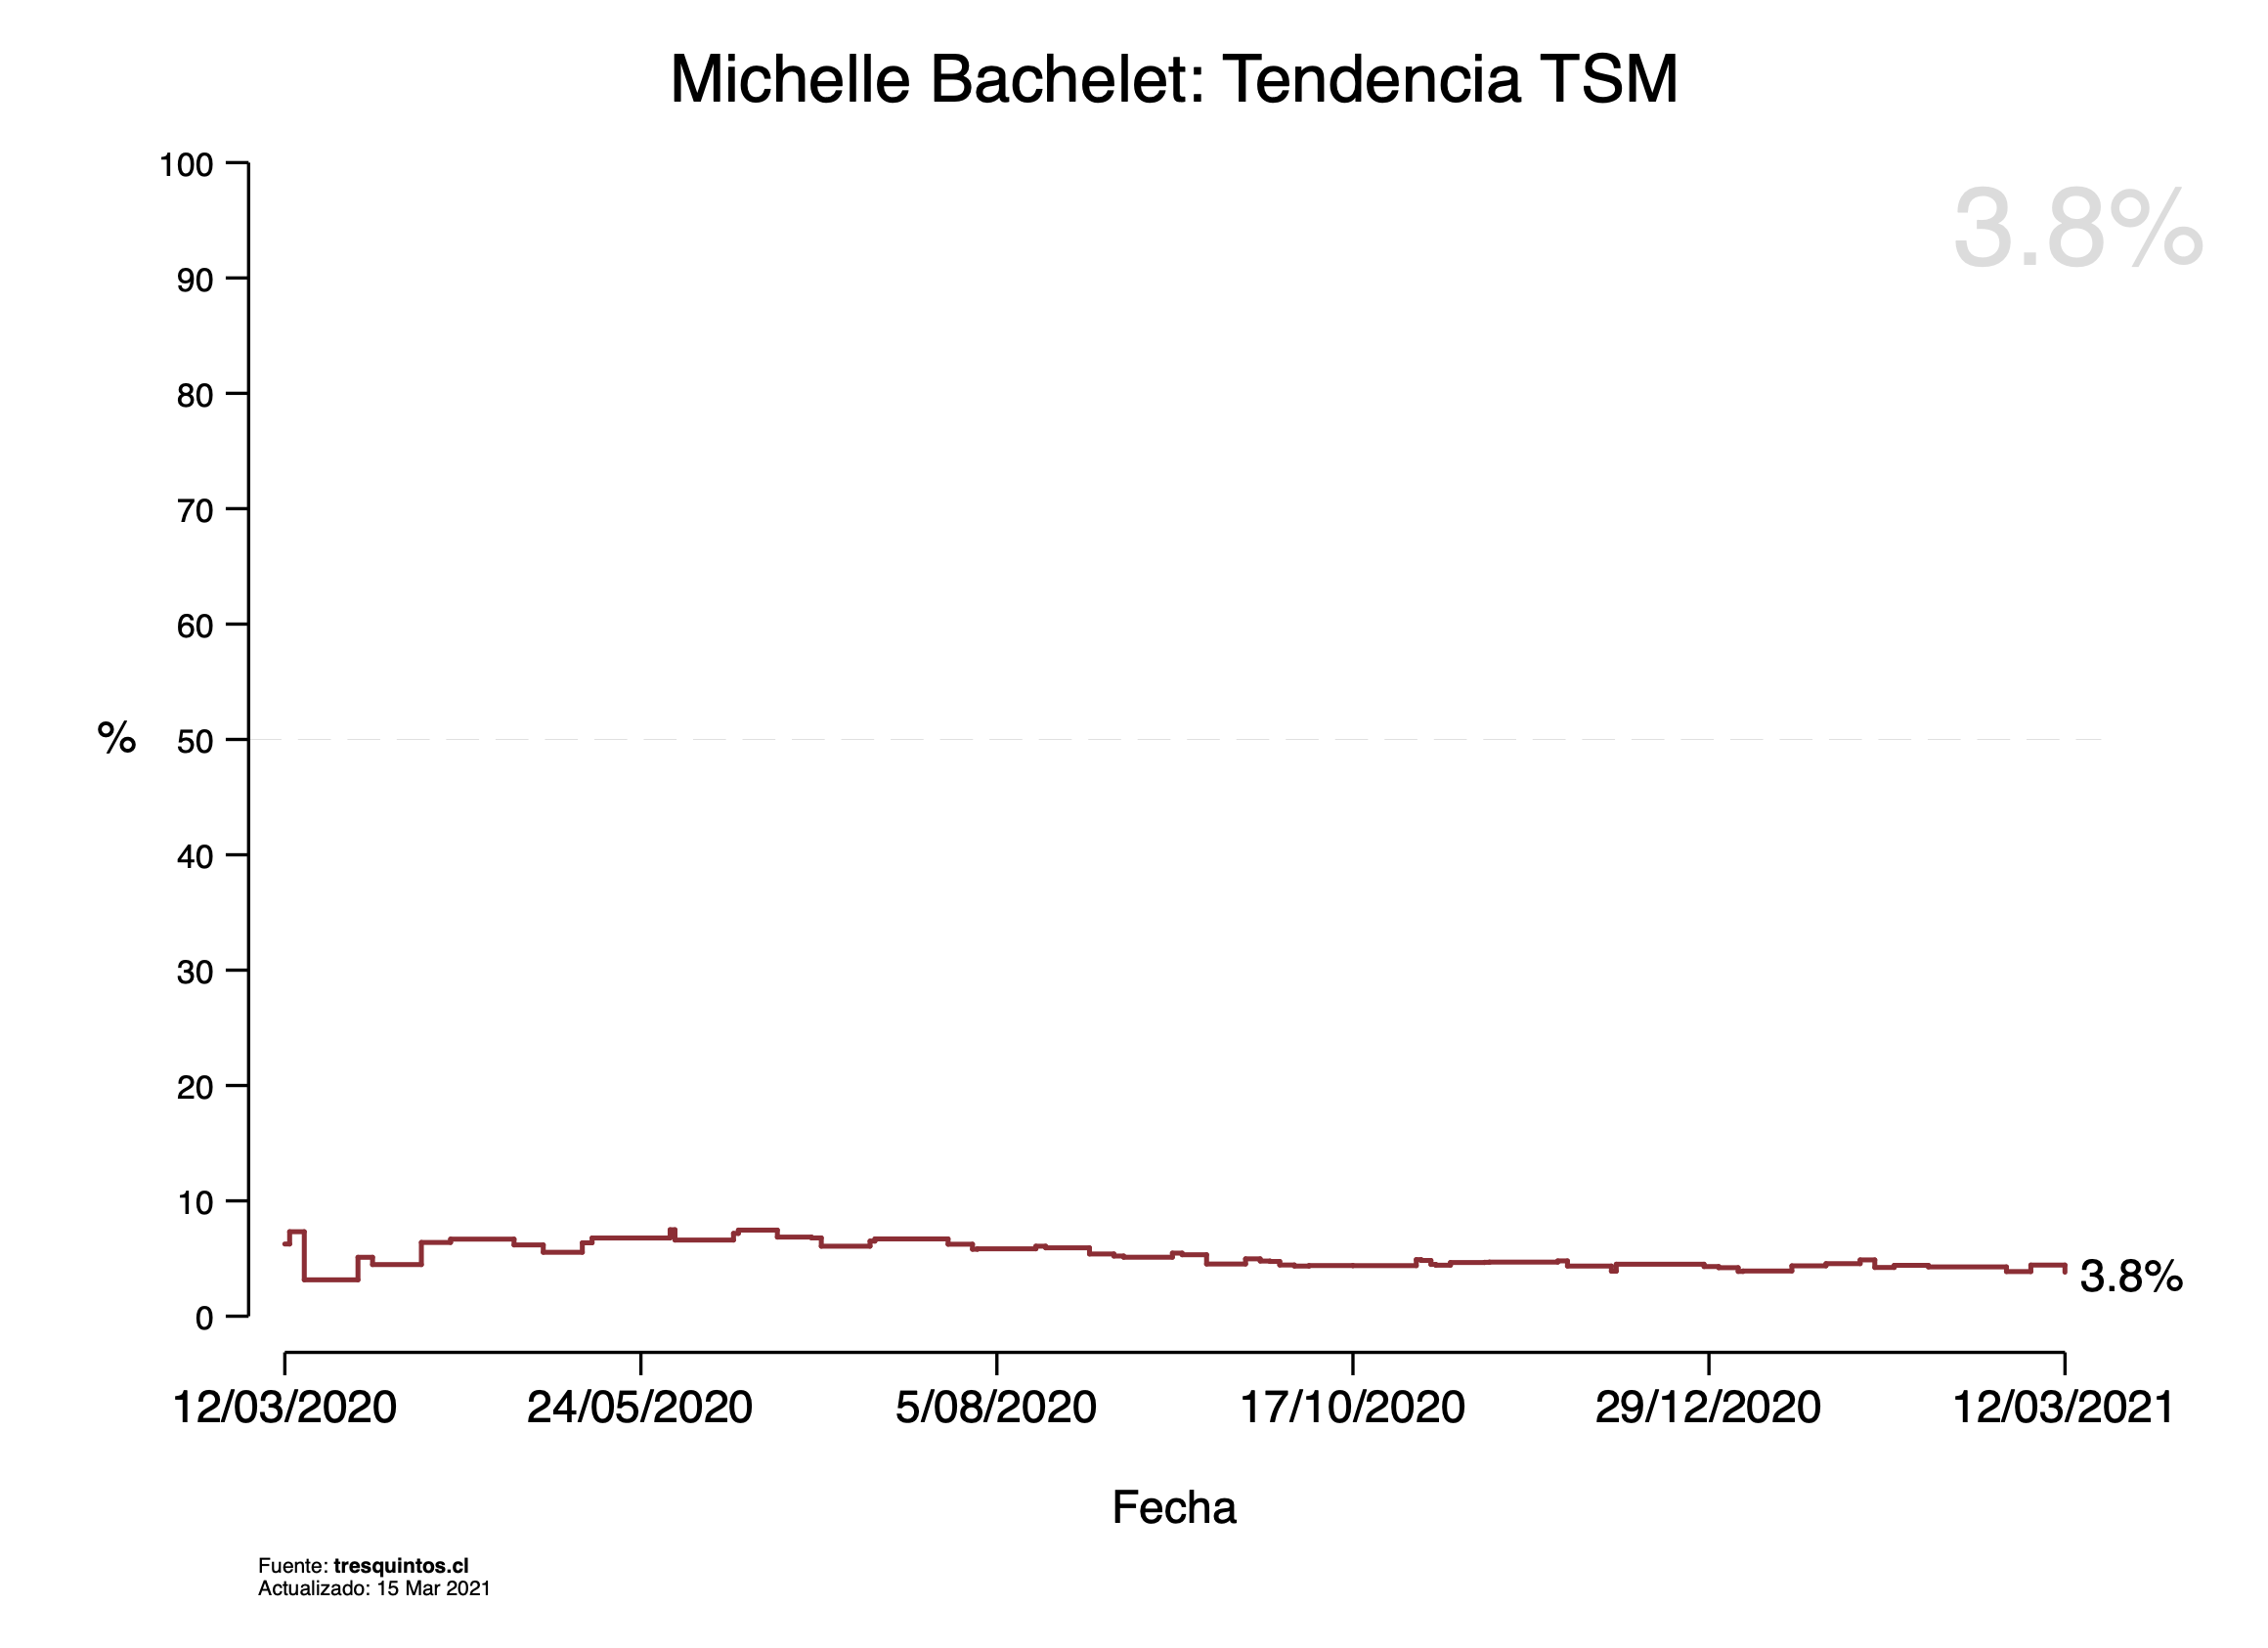 Michelle Bachelet: Tendencia TSM
3.8%
100
90
80
70
60
50
40
30
20
10
0
%
3.8%
12/03/2020 24/05/2020 5/08/2020 17/10/2020 29/12/2020 12/03/2021
Fecha
Fuente: tresquintos.cl
Actualizado: 15 Mar 2021